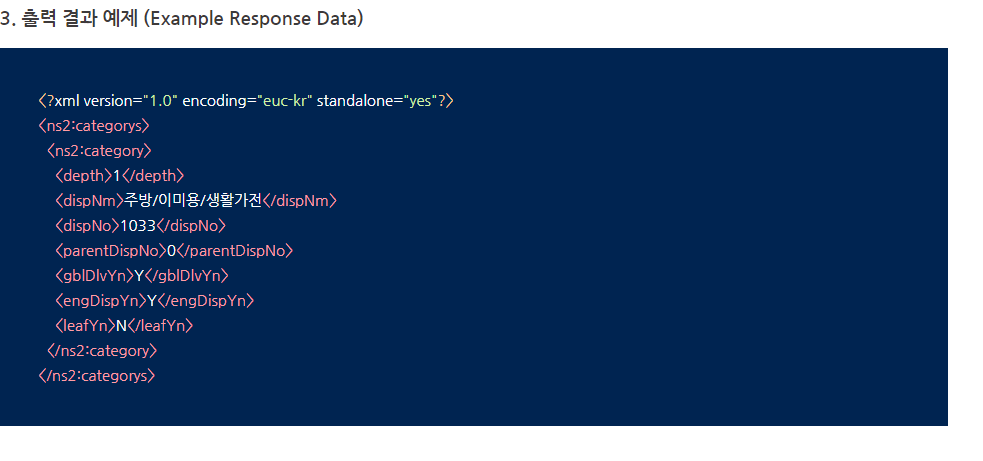 3. 출력 결과 예제 (Example Response Data)
<?xml version="1.0" encoding="euc-kr" standalone="yes"?>
<ns2:categorys>
<ns2:category>
<depth>1</depth>
<dispNm>주방/이미용/생활가전</dispNm>
<dispNo>1033</dispNo>
<parentDispNo>0</parentDispNo>
<gblDlvYn>Y</gblDlvYn>
<engDispYn>Y</engDispYn>
<leafYn>N</leafYn>
</ns2:category>
</ns2:categorys>